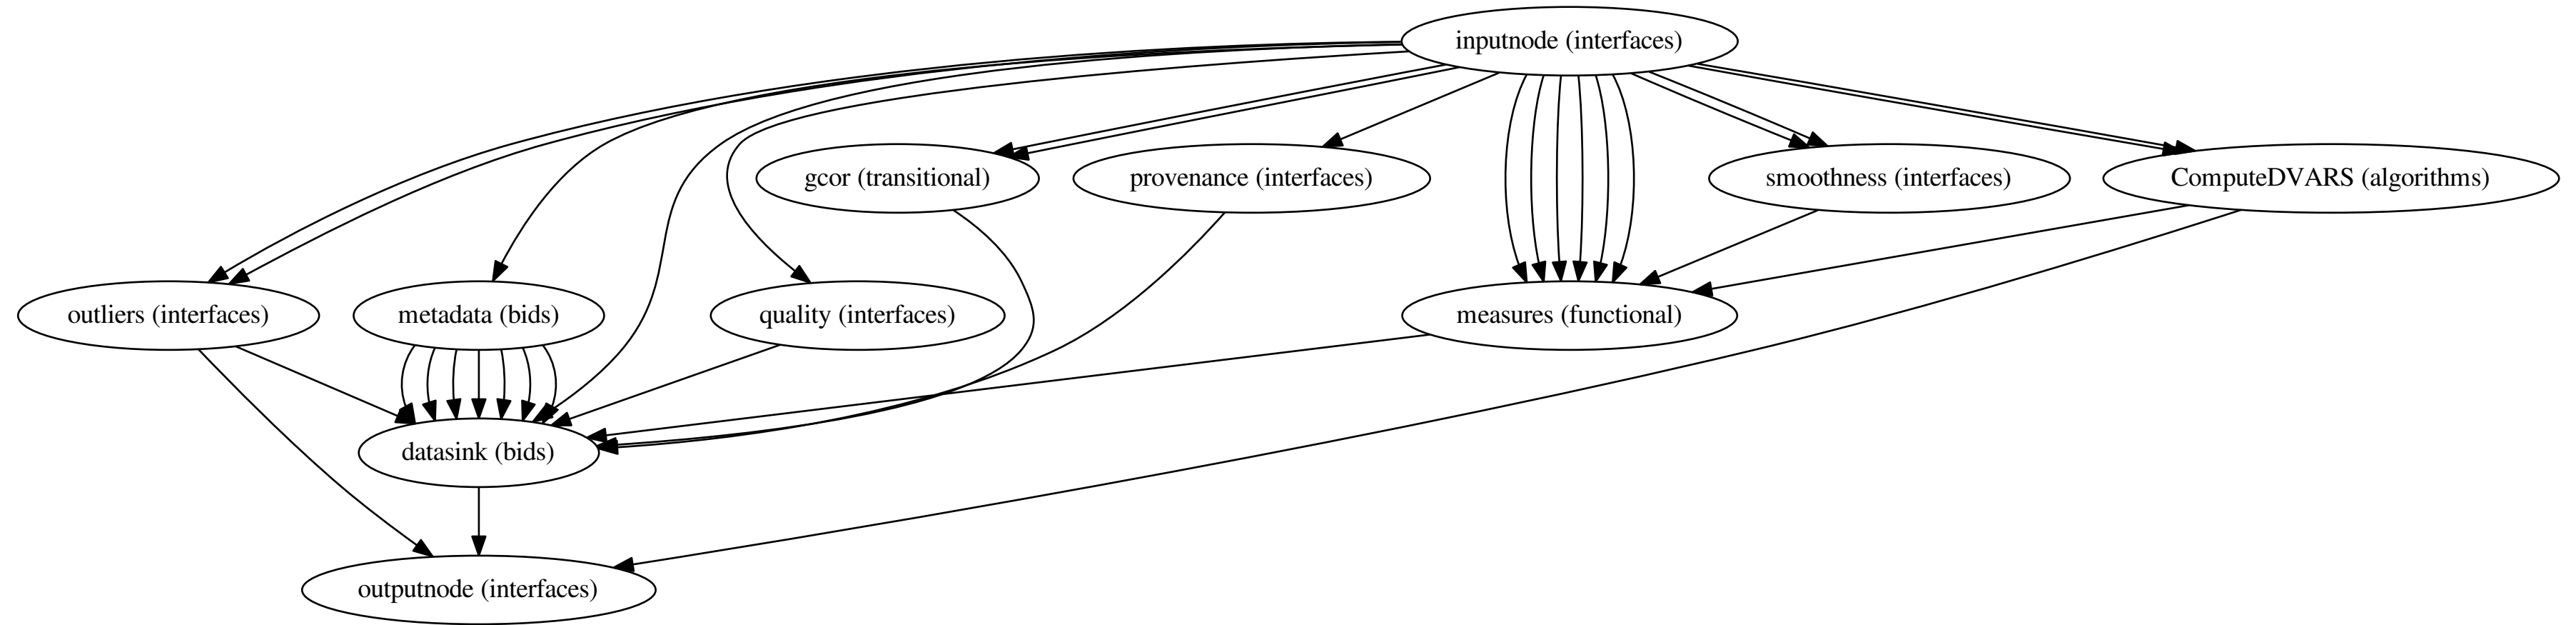 inputnode (interfaces)
gcor (transitional)
provenance (interfaces)
smoothness (interfaces)
ComputeDVARS (algorithms)
outliers (interfaces)
metadata (bids)
quality (interfaces)
measures (functional)
datasink (bids)
outputnode (interfaces)